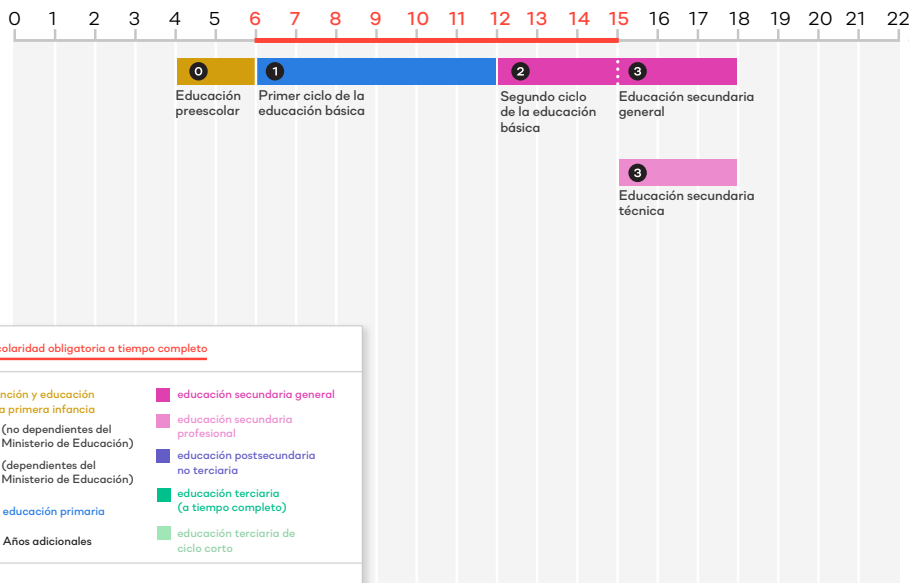 0 1 2 3 4 5 6 7 8 9 10 11 12 13 14 15 16 17 18 19 20 21 22
0 1 2 3
Educación
preescolar
Primer ciclo de la
educación básica
Segundo ciclo
de la educación
básica
Educación secundaria
general
3
Educación secundaria
técnica
colaridad obligatoria a tiempo completo
nción y educación
a primera infancia
(no dependientes del
Ministerio de Educación)
(dependientes del
Ministerio de Educación)
educación primaria
Años adicionales
educación secundaria general
educación secundaria
profesional
educación postsecundaria
no terciaria
educación terciaria
(a tiempo completo)
educación terciaria de
ciclo corto